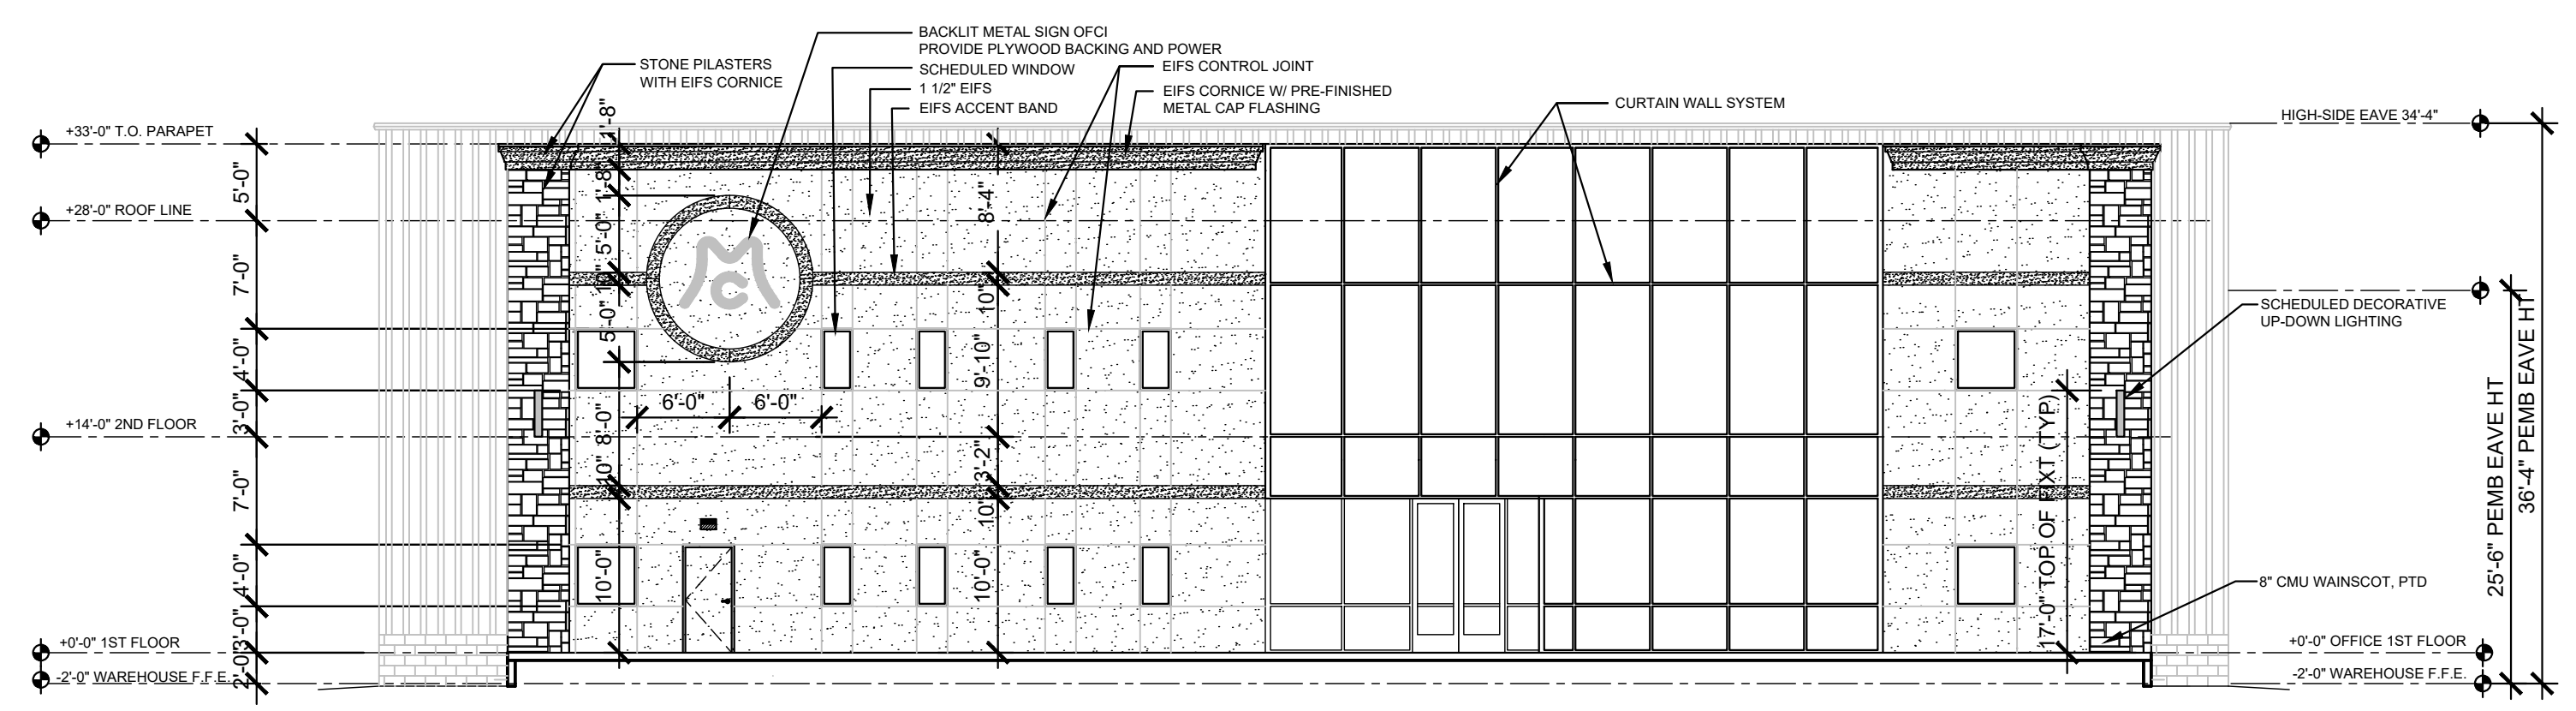 BACKLIT METAL SIGN OFCI
PROVIDE PLYWOOD BACKING AND POWER
STONE PILASTERS
WITH EIFS CORNICE
SCHEDULED WINDOW
1 1/2" EIFS
EIFS ACCENT BAND
EIFS CONTROL JOINT
EIFS CORNICE W/ PRE-FINISHED
METAL CAP FLASHING
CURTAIN WALL SYSTEM
HIGH-SIDE EAVE 34'-4"
+33'-0" T.O. PARAPET
+28'-0" ROOF LINE
+14'-0" 2ND FLOOR
+0'-0" 1ST FLOOR
-2'-0" WAREHOUSE F.F.E.
5'-0"
7'-0"
4'-0"
3'-0"
7'-0"
4'-0"
3'-0"
2'-0"
1'-8"
1'-8"
5'-0"
10"
5'-0"
8'-0"
10"
10'-0"
MC
6'-0"
6'-0"
8'-4"
10"
9'-10"
3'-2"
10"
10'-0"
17'-0" TOP OF FIXT (TYP)
SCHEDULED DECORATIVE
UP-DOWN LIGHTING
8" CMU WAINSCOT, PTD
+0'-0" OFFICE 1ST FLOOR
-2'-0" WAREHOUSE F.F.E.
25'-6" PEMB EAVE HT
36'-4" PEMB EAVE HT